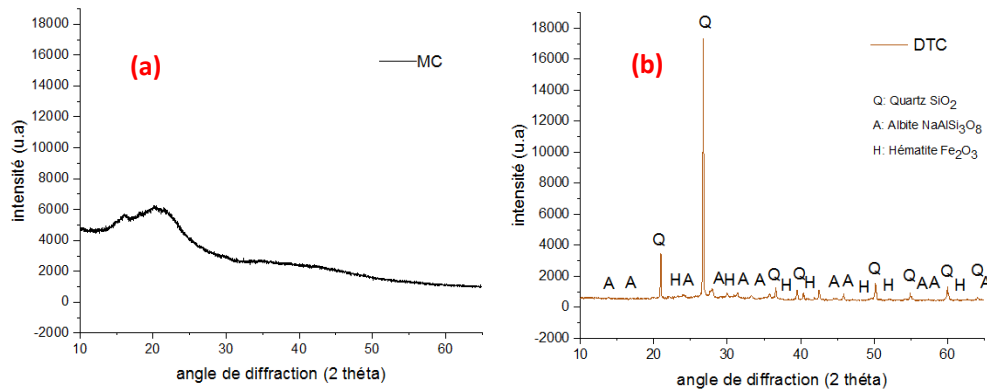 18000
16000
14000
12000
10000
8000
6000
4000
2000
0
-2000
intensité (u.a)
(a)
MC
10 20 30 40 50 60
angle de diffraction (2 théta)
18000
16000
14000
12000
10000
8000
6000
4000
2000
0
-2000
intensité (u.a)
Q
(b)
DTC
Q: Quartz SiO₂
A: Albite NaAlSi₃O₈
H: Hématite Fe₂O₃
A A Q H A A H A A Q H Q H A A H Q Q A A Q H Q A
10 20 30 40 50 60
angle de diffraction (2 théta)